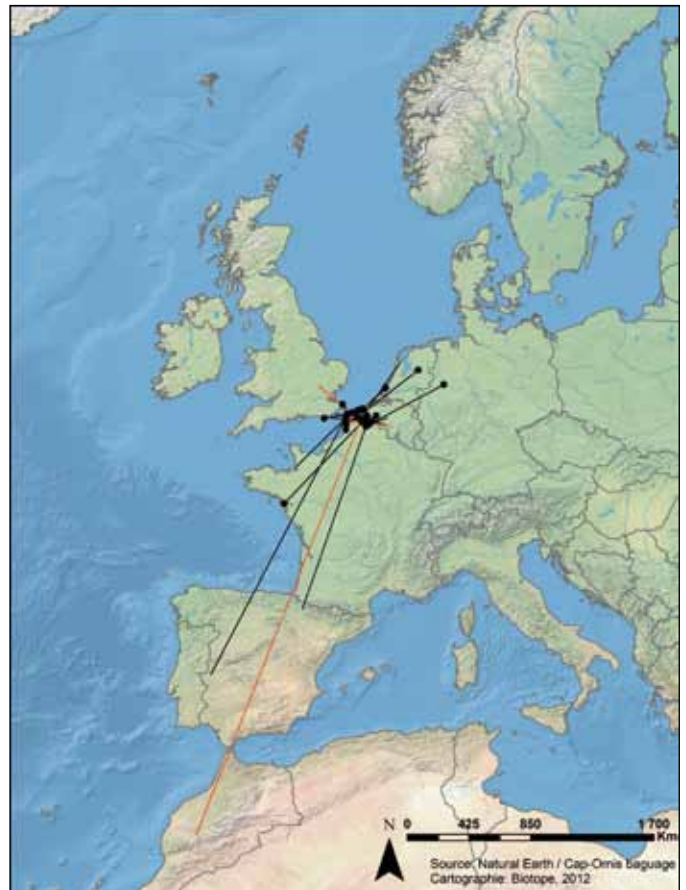 N 0 425 850 1 700
Km
Source: Natural Earth / Cap-Ornis baguage
Cartographie: Biotope, 2012